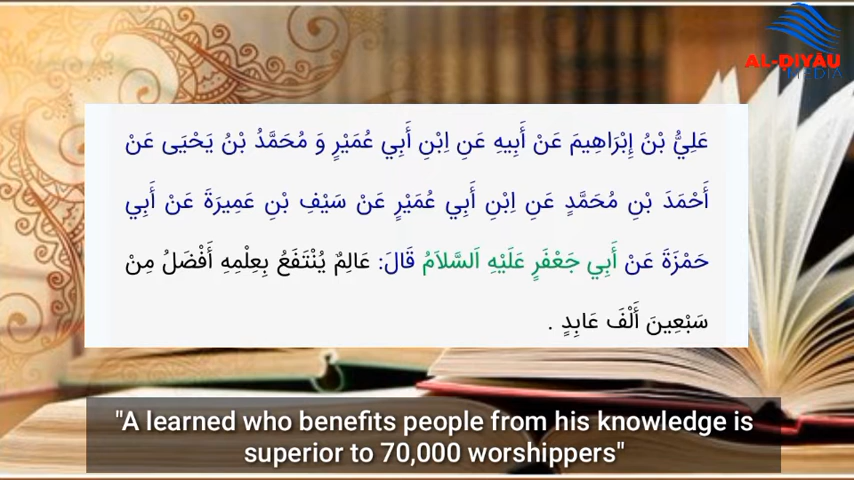 AL-ḌIYĀU
MEDIA
عَلِيُّ بْنُ إِبْرَاهِيمَ عَنْ أَبِيهِ عَنِ اِبْنِ أَبِي عُمَيْرٍ وَ مُحَمَّدُ بْنُ يَحْيَى عَنْ
أَحْمَدَ بْنِ مُحَمَّدٍ عَنِ اِبْنِ أَبِي عُمَيْرٍ عَنْ سَيْفِ بْنِ عَمِيرَةَ عَنْ أَبِي
حَمْزَةَ عَنْ أَبِي جَعْفَرٍ عَلَيْهِ اَلسَّلاَمُ قَالَ: عَالِمٌ يُنْتَفَعُ بِعِلْمِهِ أَفْضَلُ مِنْ
سَبْعِينَ أَلْفَ عَابِدٍ .
"A learned who benefits people from his knowledge is
superior to 70,000 worshippers"